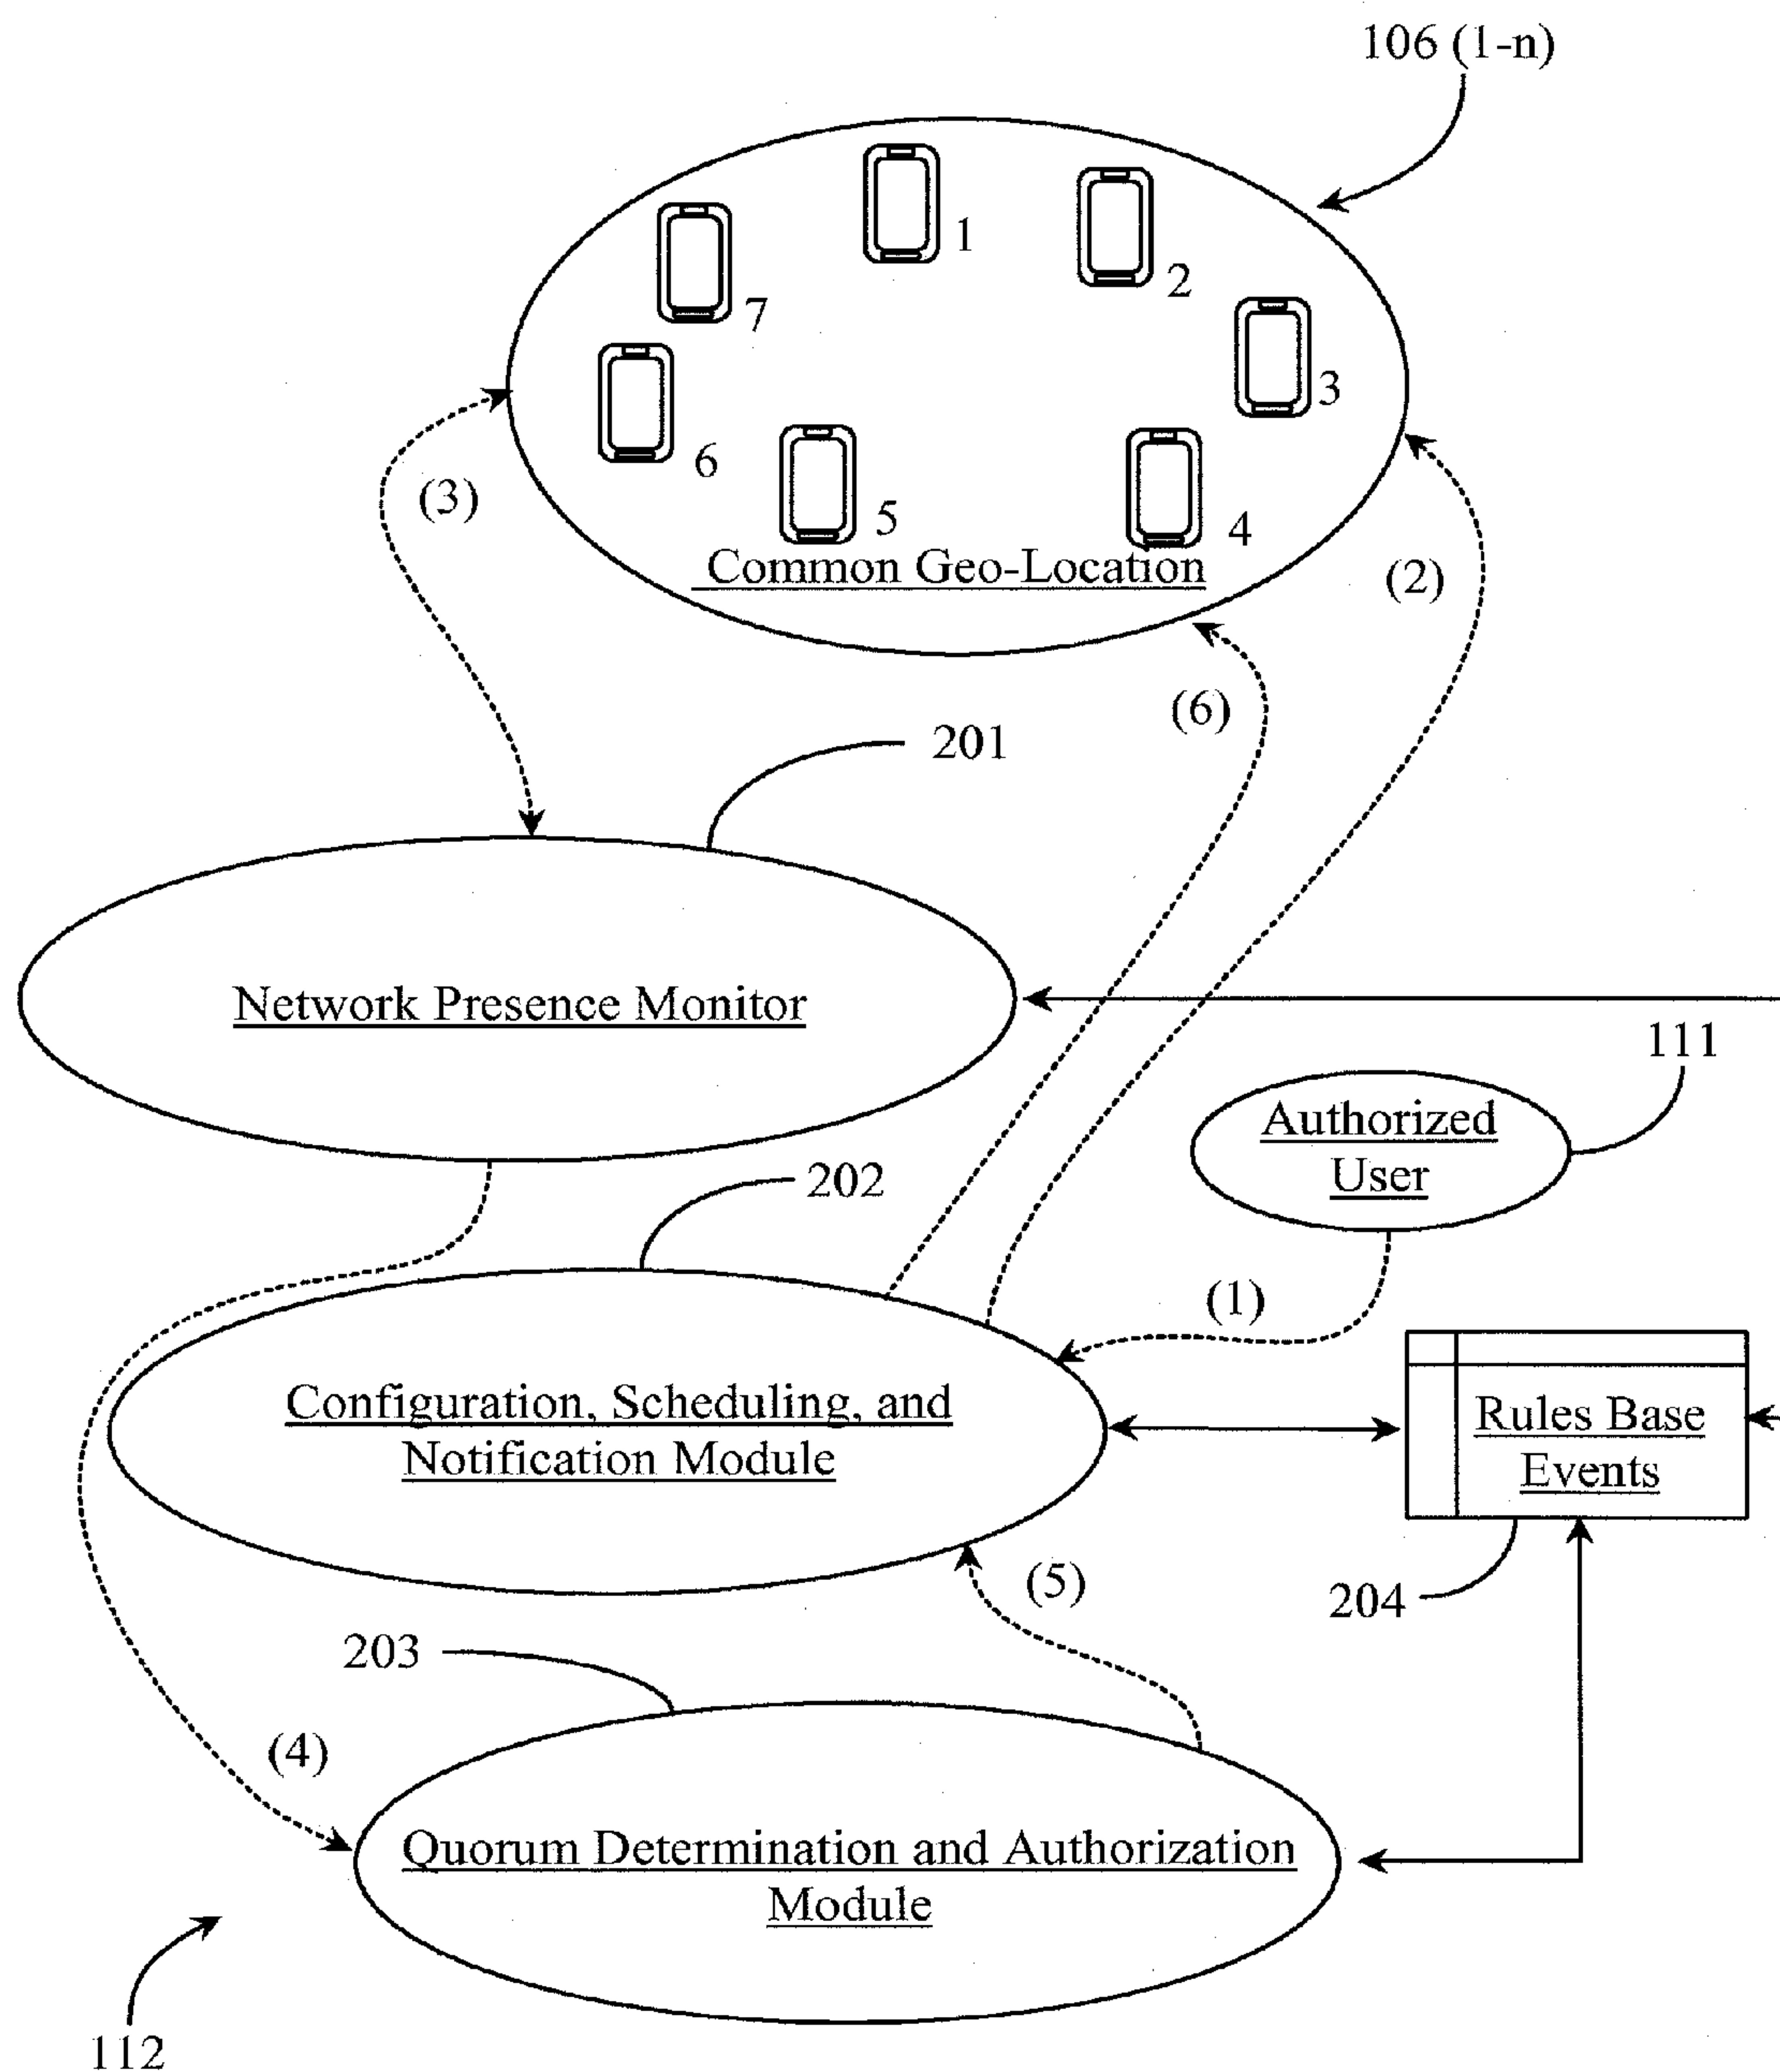 106 (1-n)
1
2
7
3
6
5
4
(3)
Common Geo-Location
(2)
(6)
201
Network Presence Monitor
111
Authorized
User
202
(1)
Configuration, Scheduling, and
Notification Module
Rules Base
Events
(5)
204
203
(4)
Quorum Determination and Authorization
Module
112